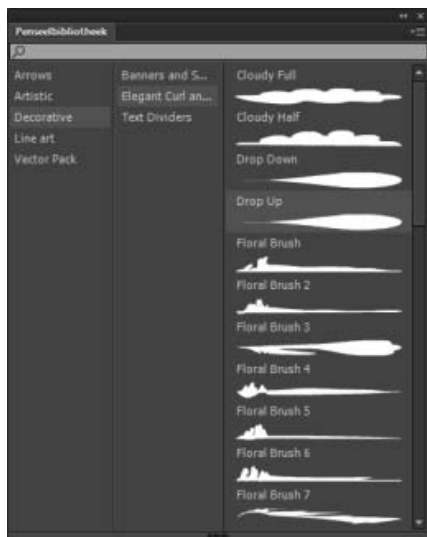 Penseelbibliotheek
Arrows
Artistic
Decorative
Line art
Vector Pack
Banners and S...
Elegant Curl an...
Text Dividers
Cloudy Full
Cloudy Half
Drop Down
Drop Up
Floral Brush
Floral Brush 2
Floral Brush 3
Floral Brush 4
Floral Brush 5
Floral Brush 6
Floral Brush 7